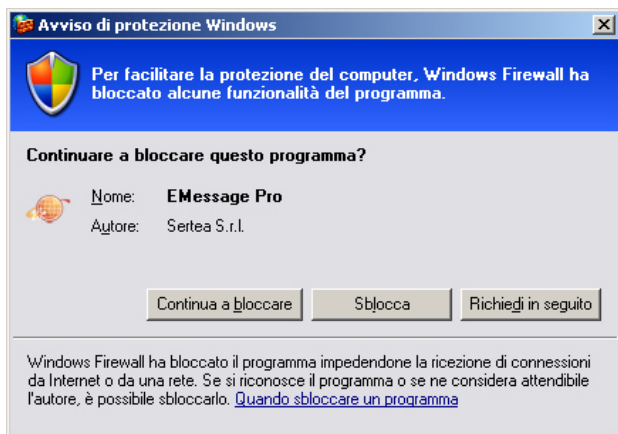 Avviso di protezione Windows
Per facilitare la protezione del computer, Windows Firewall ha
bloccato alcune funzionalità del programma.
Continuare a bloccare questo programma?
Nome: EMessage Pro
Autore: Sertea S.r.l.
Continua a bloccare Sblocca Richiedi in seguito
Windows Firewall ha bloccato il programma impedendone la ricezione di connessioni
da Internet o da una rete. Se si riconosce il programma o se ne considera attendibile
l'autore, è possibile sbloccarlo. Quando sbloccare un programma